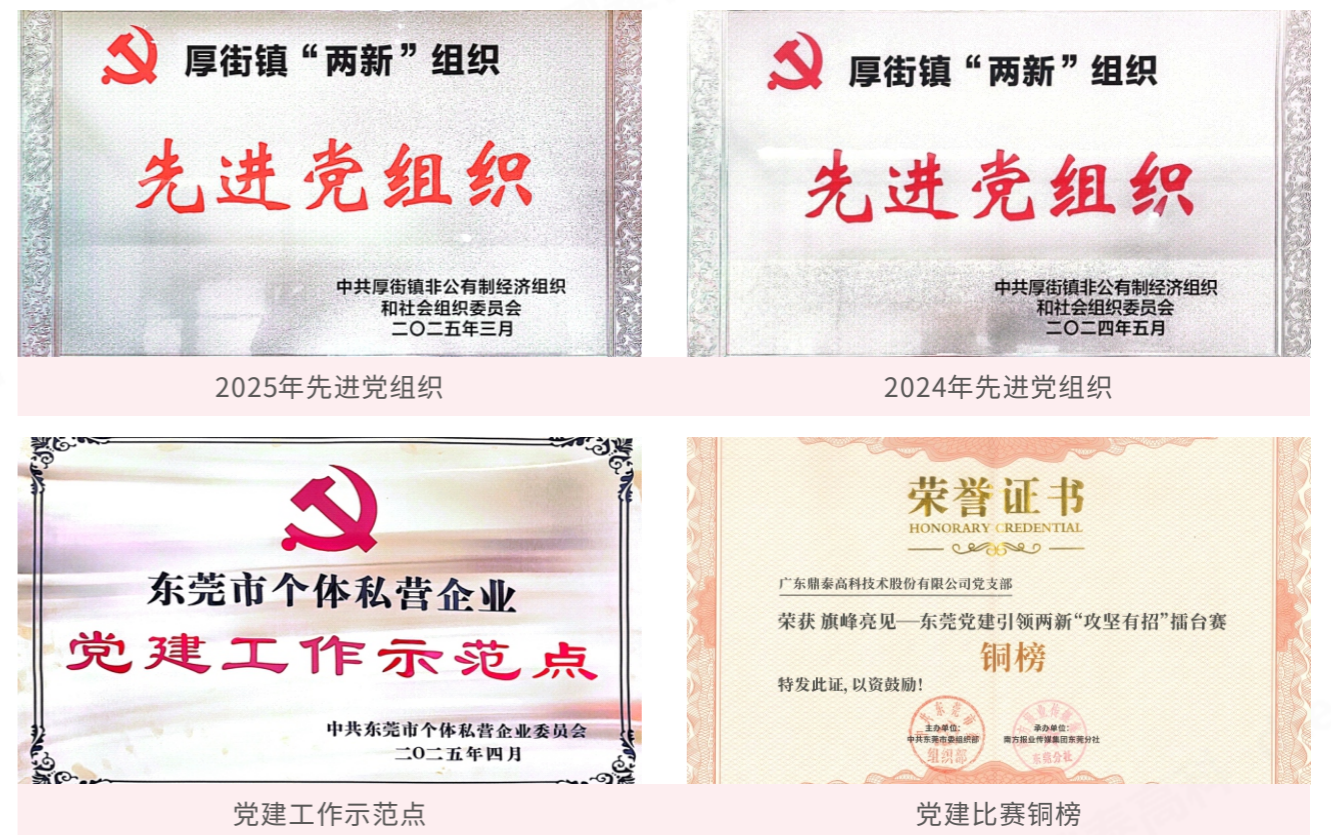 厚街镇“两新”组织
先进党组织
中共厚街镇非公有制经济组织
和社会组织委员会
二〇二五年三月
2025年先进党组织
厚街镇“两新”组织
先进党组织
中共厚街镇非公有制经济组织
和社会组织委员会
二〇二四年五月
2024年先进党组织
东莞市个体私营企业
党建工作示范点
中共东莞市个体私营企业委员会
二〇二五年四月
党建工作示范点
荣誉证书
HONORARY CREDENTIAL
广东鼎泰高科技术股份有限公司党支部
荣获 旗峰亮见—东莞党建引领两新“攻坚有招”擂台赛
铜榜
特发此证, 以资鼓励!
主办单位:
中共东莞市委组织部
组织部
承办单位:
南方报业传媒集团东莞分社
东莞分社
党建比赛铜榜